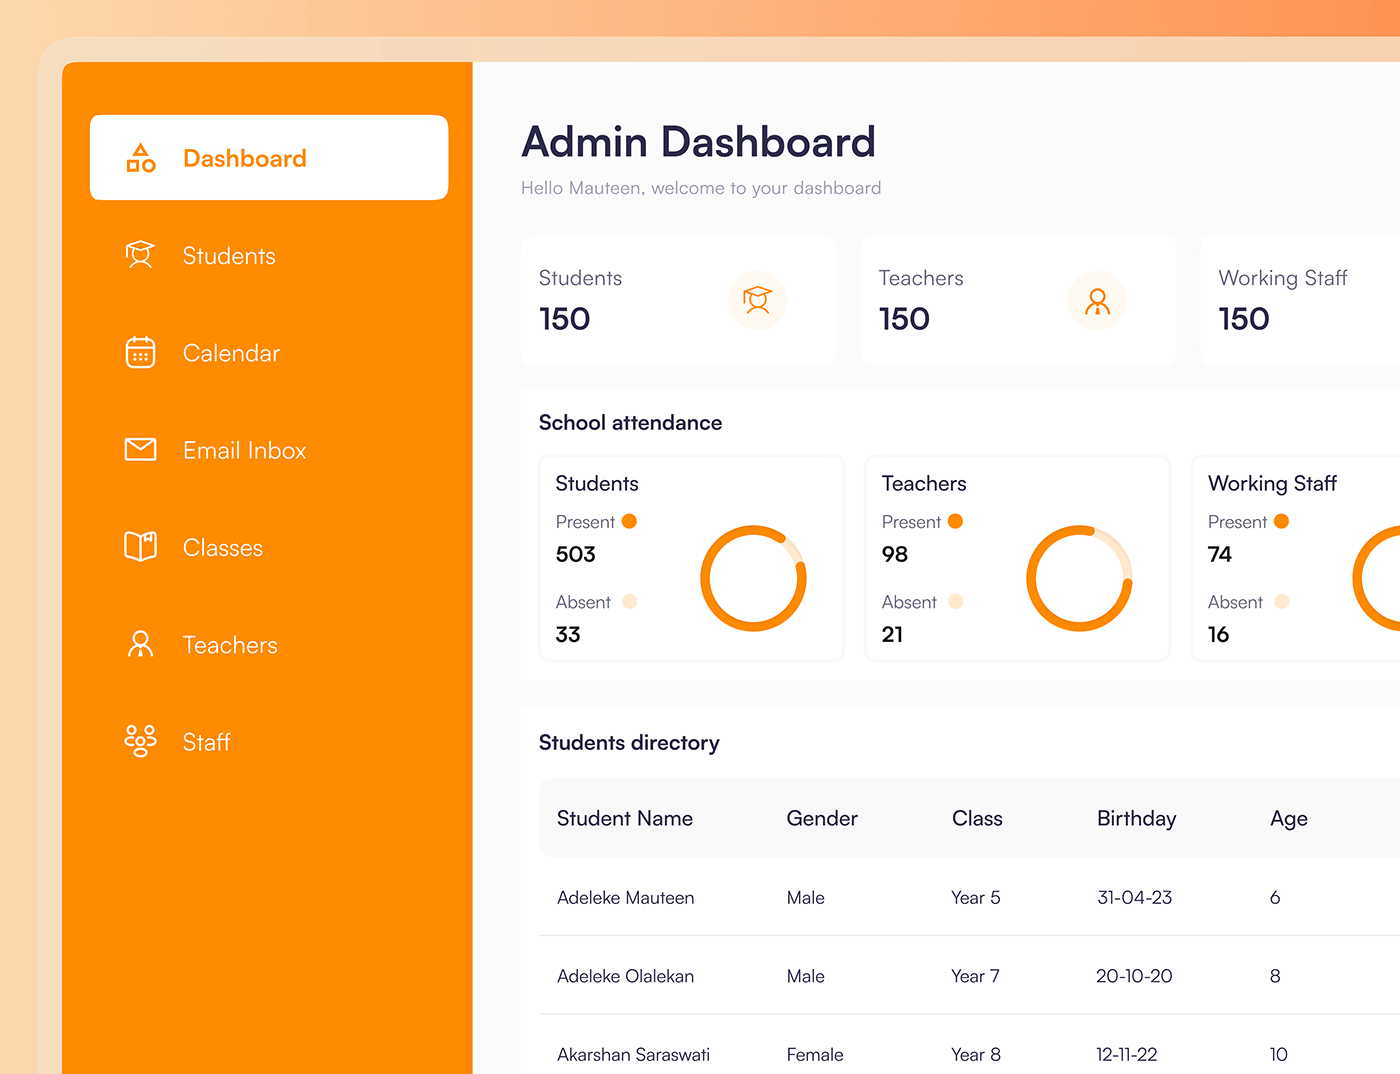 Dashboard
Students
Calendar
Email Inbox
Classes
Teachers
Staff
Admin Dashboard
Hello Mauteen, welcome to your dashboard
Students
150
Teachers
150
Working Staff
150
School attendance
Students
Present
503
Absent
33
Teachers
Present
98
Absent
21
Working Staff
Present
74
Absent
16
Students directory
Student Name Gender Class Birthday Age
Adeleke Mauteen Male Year 5 31-04-23 6
Adeleke Olalekan Male Year 7 20-10-20 8
Akarshan Saraswati Female Year 8 12-11-22 10